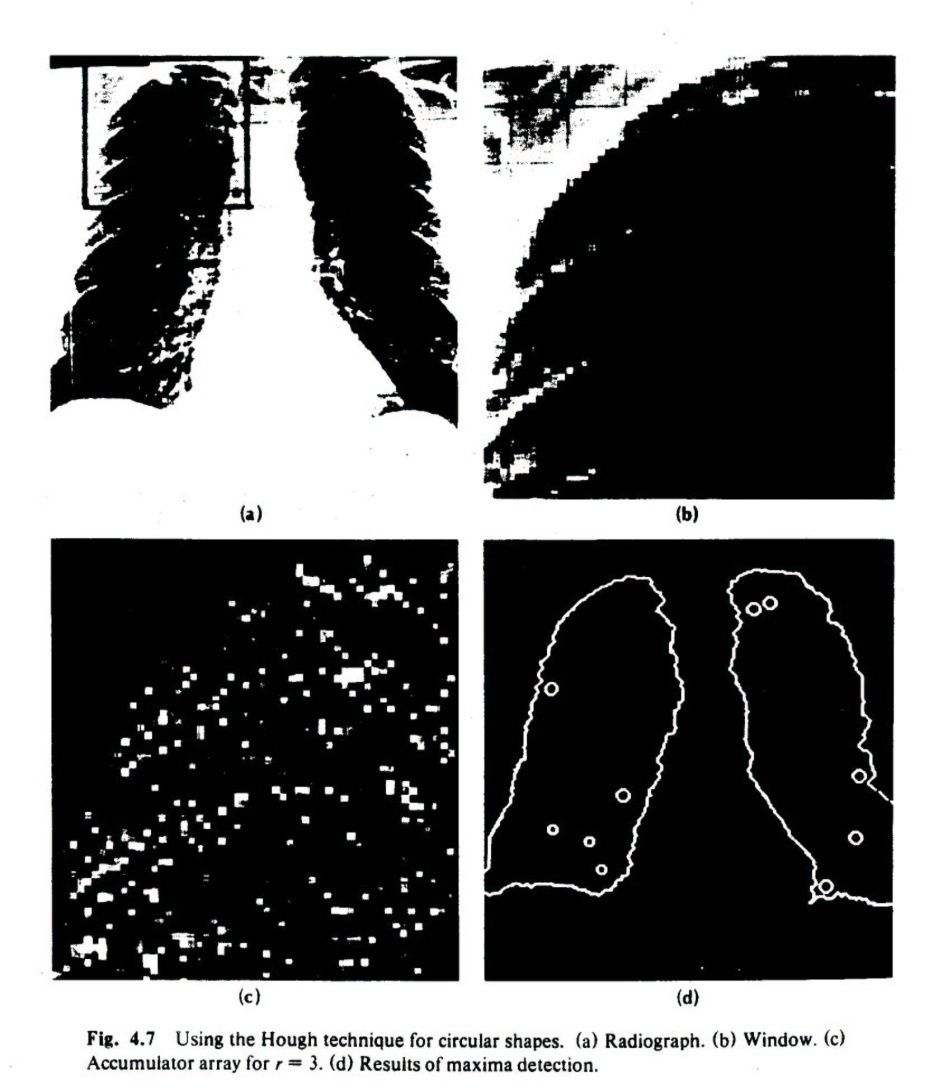 (a)
(b)
(c)
(d)
Fig. 4.7 Using the Hough technique for circular shapes. (a) Radiograph. (b) Window. (c)
Accumulator array for r = 3. (d) Results of maxima detection.